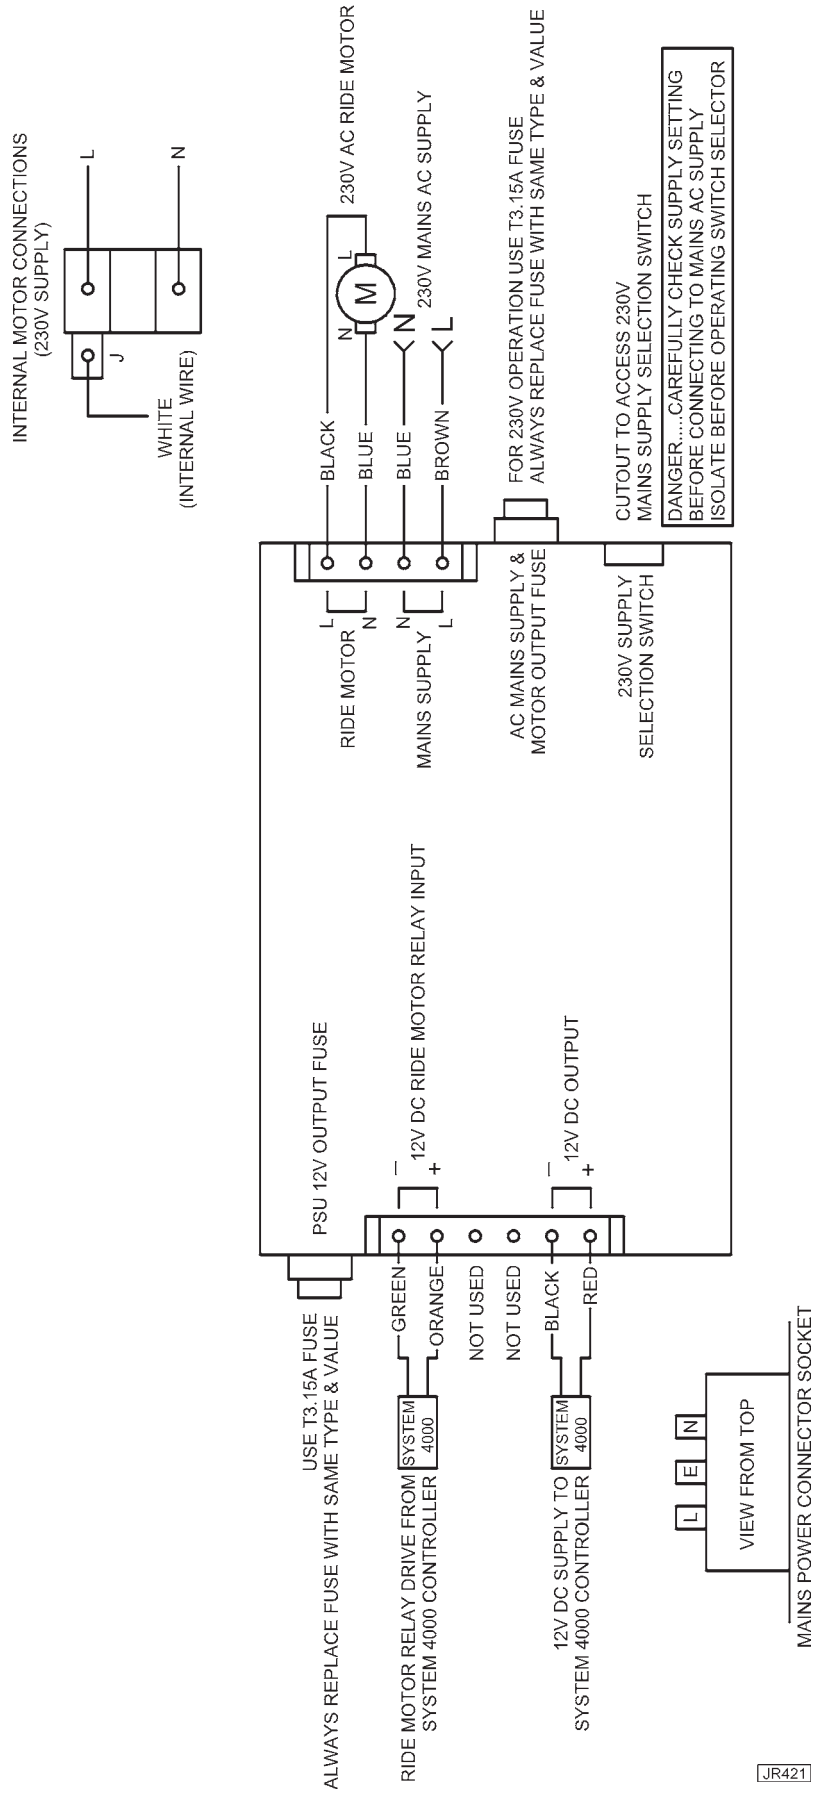 INTERNAL MOTOR CONNECTIONS
(230V SUPPLY)
L
N
J
WHITE
(INTERNAL WIRE)
230V AC RIDE MOTOR
L
M
N
BLACK
BLUE
230V MAINS AC SUPPLY
N
L
BLUE
BROWN
FOR 230V OPERATION USE T3.15A FUSE
ALWAYS REPLACE FUSE WITH SAME TYPE & VALUE
CUTOUT TO ACCESS 230V
MAINS SUPPLY SELECTION SWITCH
DANGER.....CAREFULLY CHECK SUPPLY SETTING
BEFORE CONNECTING TO MAINS AC SUPPLY
ISOLATE BEFORE OPERATING SWITCH SELECTOR
L
N
RIDE MOTOR
N
L
MAINS SUPPLY
AC MAINS SUPPLY &
MOTOR OUTPUT FUSE
230V SUPPLY
SELECTION SWITCH
PSU 12V OUTPUT FUSE
–
+
12V DC RIDE MOTOR RELAY INPUT
–
+
12V DC OUTPUT
USE T3.15A FUSE
ALWAYS REPLACE FUSE WITH SAME TYPE & VALUE
GREEN
ORANGE
NOT USED
NOT USED
BLACK
RED
SYSTEM
4000
RIDE MOTOR RELAY DRIVE FROM
SYSTEM 4000 CONTROLLER
SYSTEM
4000
12V DC SUPPLY TO
SYSTEM 4000 CONTROLLER
L
E
N
VIEW FROM TOP
MAINS POWER CONNECTOR SOCKET
JR421